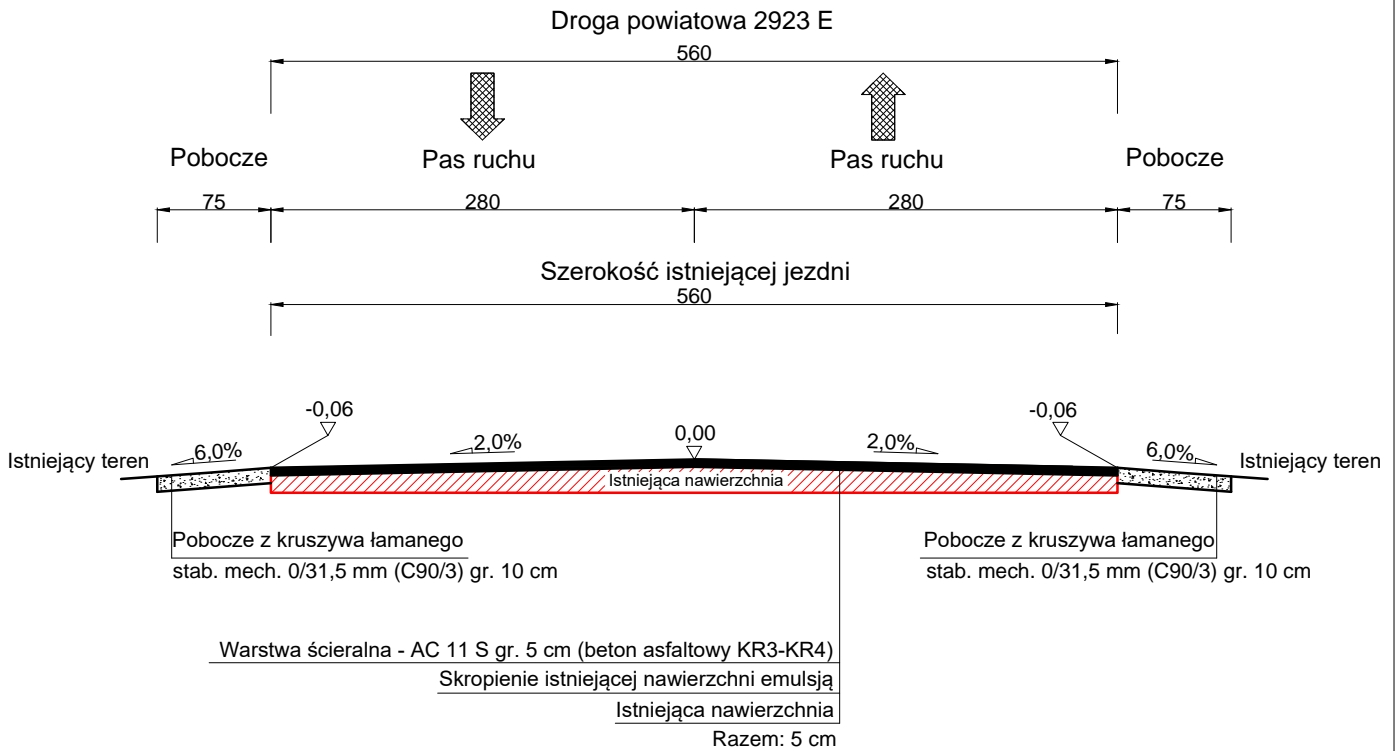 Droga powiatowa 2923 E
560
Pobocze
Pas ruchu
Pas ruchu
Pobocze
75
280
280
75
Szerokość istniejącej jezdni
560
-0,06
-0,06
0,00
6,0%
2,0%
2,0%
6,0%
Istniejący teren
Istniejący teren
Istniejąca nawierzchnia
Pobocze z kruszywa łamanego
stab. mech. 0/31,5 mm (C90/3) gr. 10 cm
Pobocze z kruszywa łamanego
stab. mech. 0/31,5 mm (C90/3) gr. 10 cm
Warstwa ścieralna - AC 11 S gr. 5 cm (beton asfaltowy KR3-KR4)
Skropienie istniejącej nawierzchni emulsją
Istniejąca nawierzchnia
Razem: 5 cm